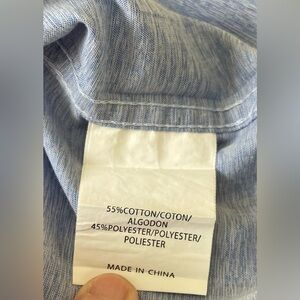 55%COTTON/COTON/
ALGODON
45%POLYESTER/POLYESTER/
POLIESTER
MADE IN CHINA